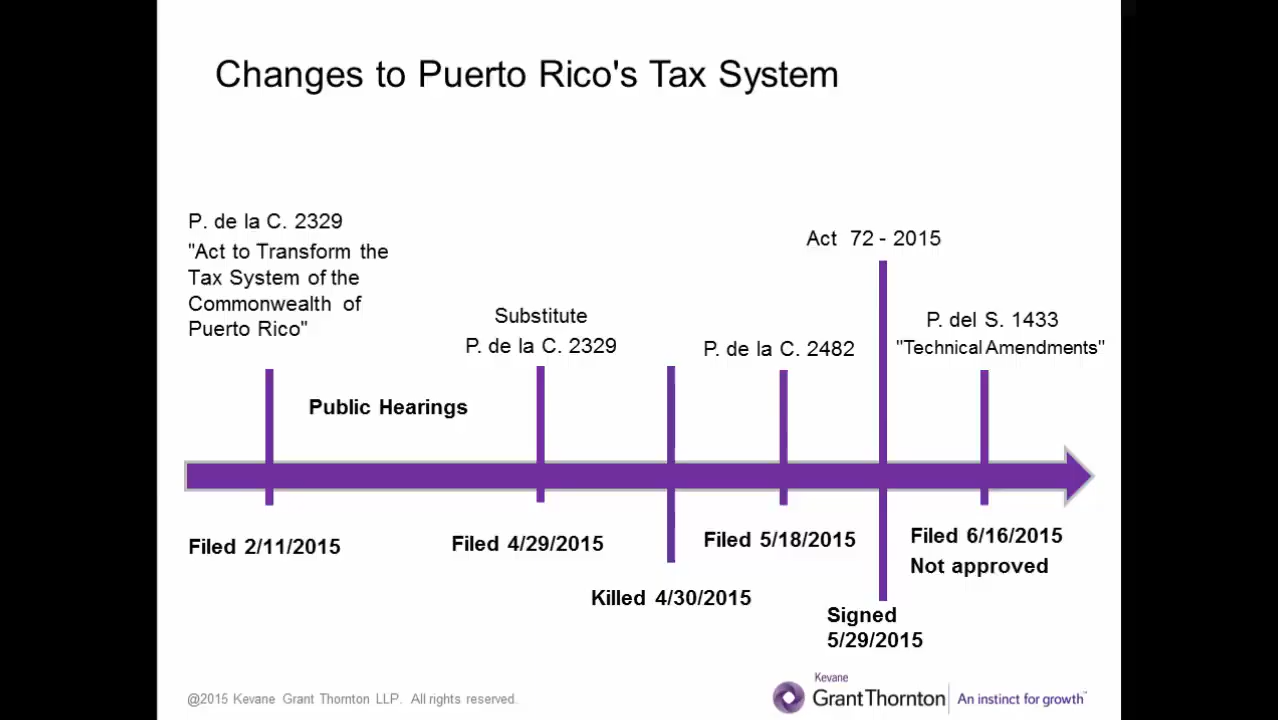 Changes to Puerto Rico's Tax System
P. de la C. 2329
"Act to Transform the
Tax System of the
Commonwealth of
Puerto Rico"
Public Hearings
Substitute
P. de la C. 2329
P. de la C. 2482
Act 72 - 2015
P. del S. 1433
"Technical Amendments"
Filed 2/11/2015
Filed 4/29/2015
Killed 4/30/2015
Filed 5/18/2015
Signed
5/29/2015
Filed 6/16/2015
Not approved
@2015 Kevane Grant Thornton LLP. All rights reserved.
Kevane
GrantThornton
An instinct for growth™